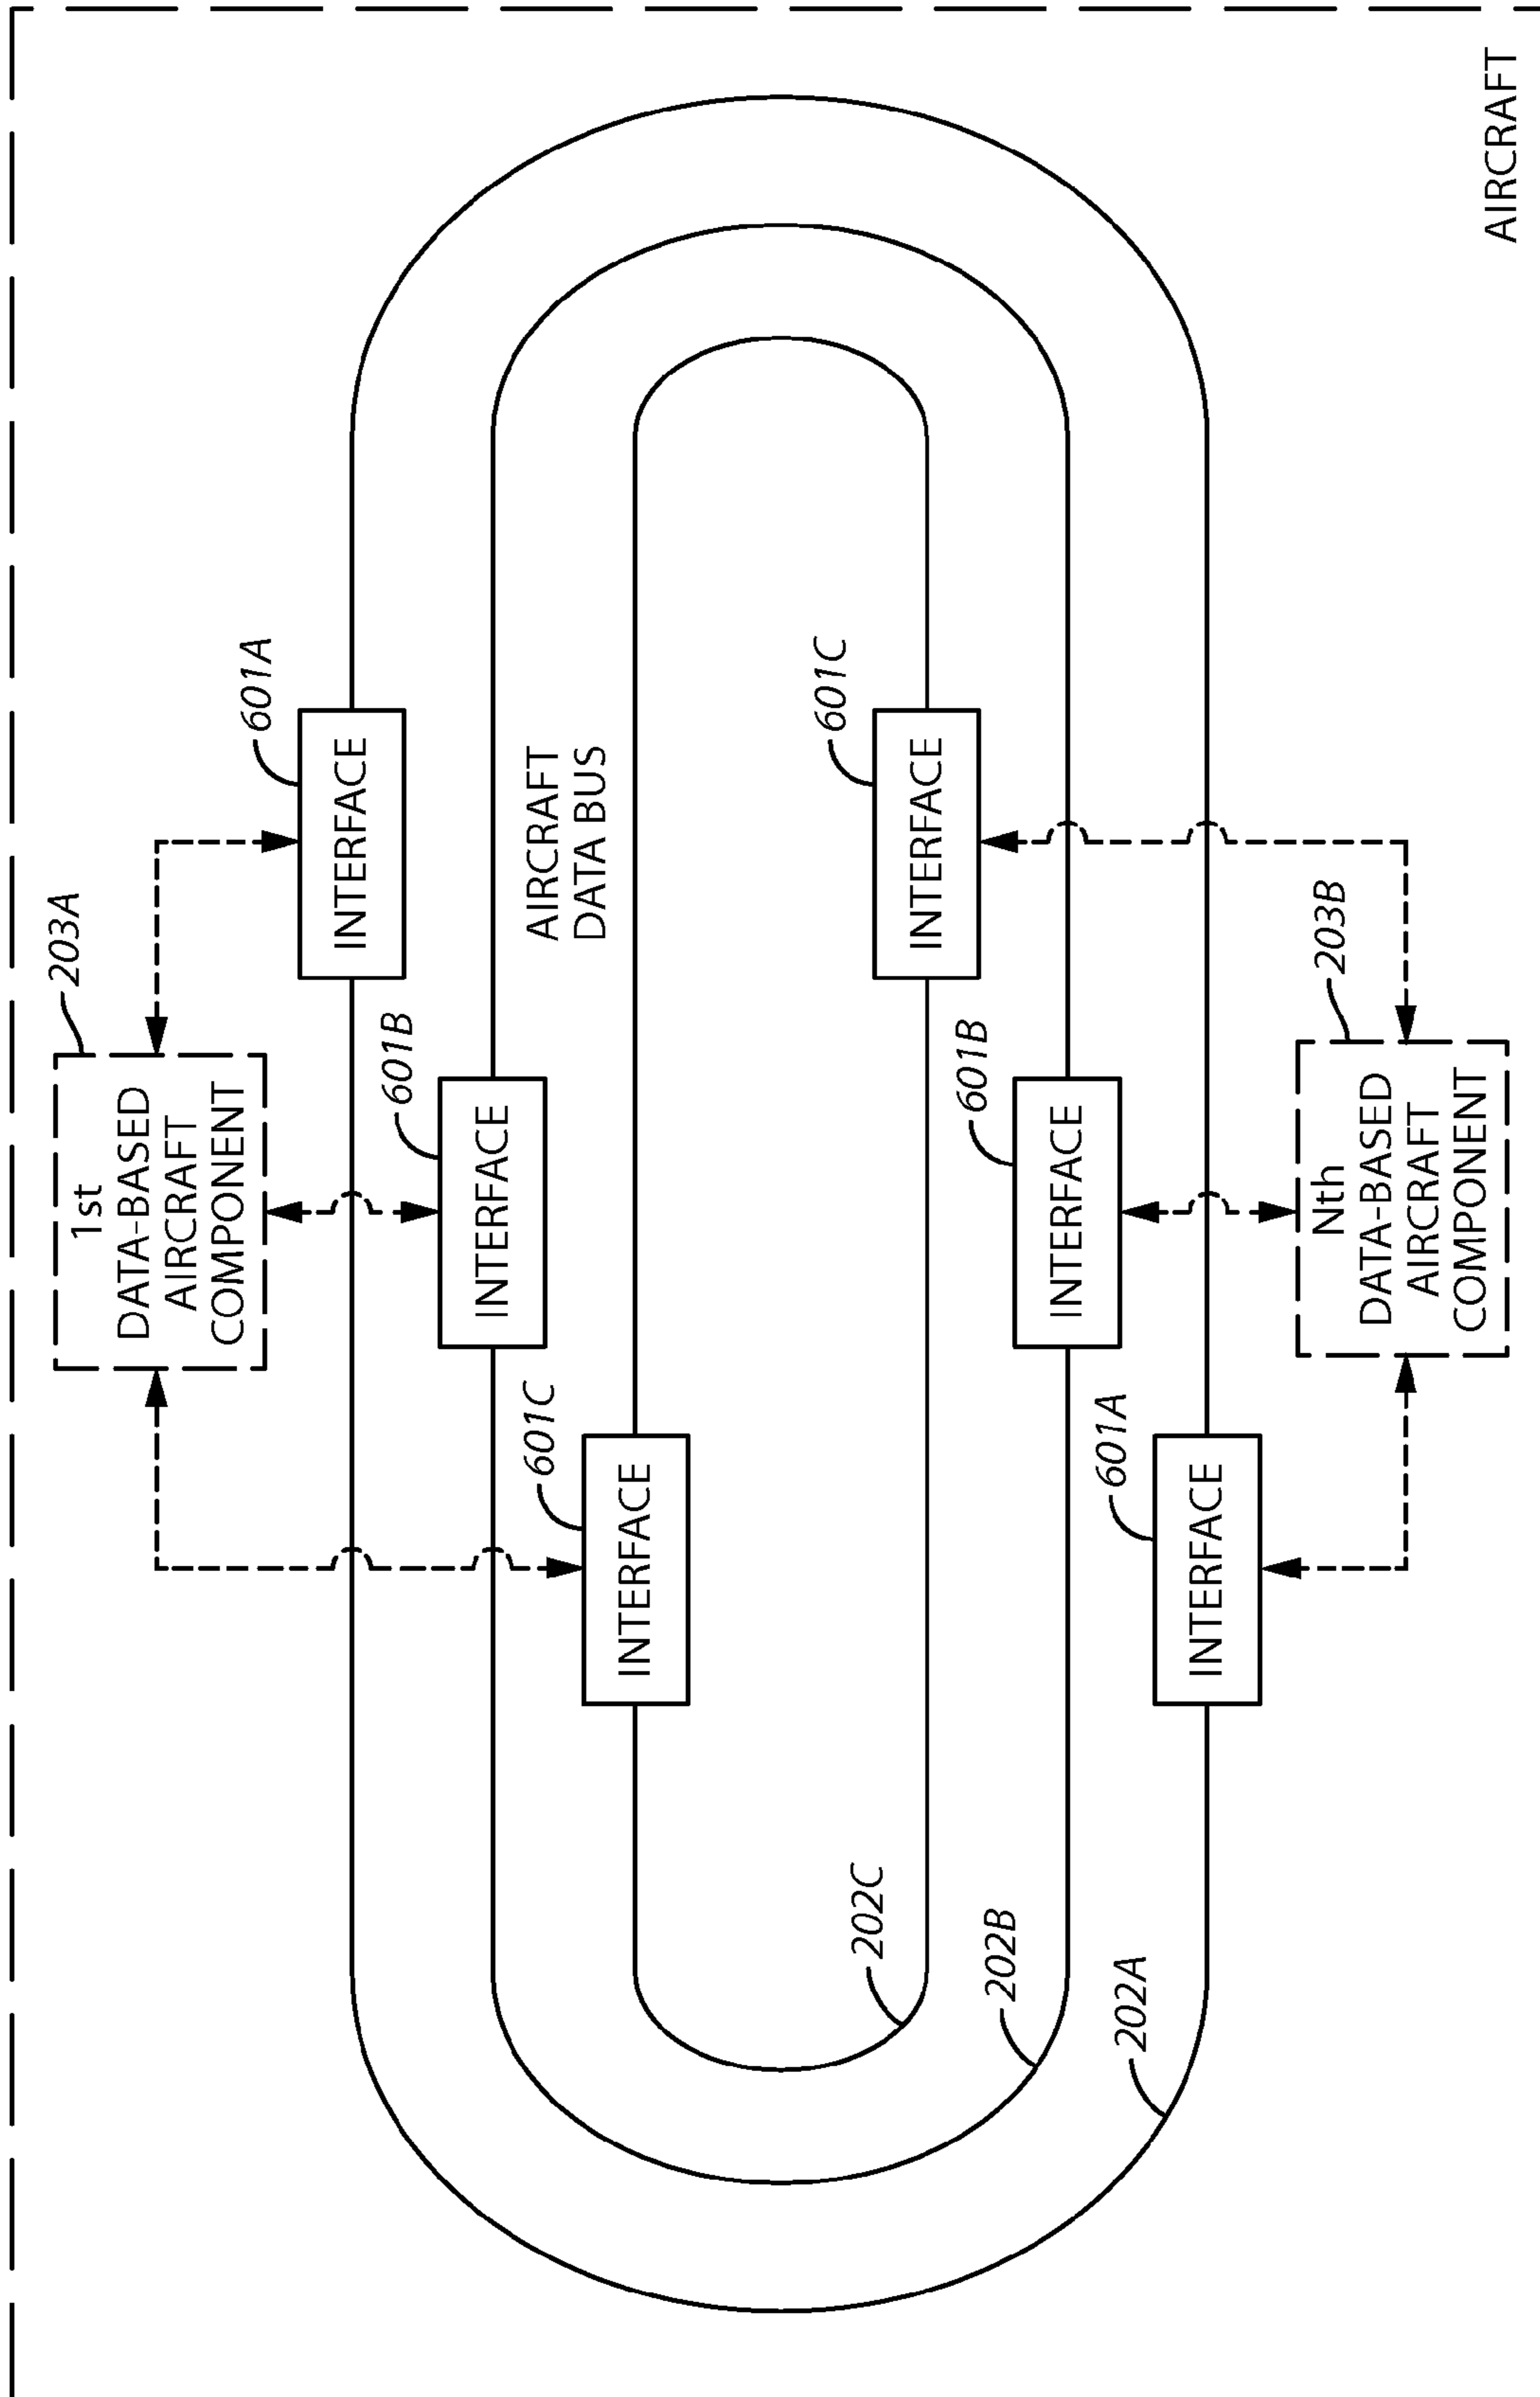 203A
1st
DATA-BASED
AIRCRAFT
COMPONENT
601A
INTERFACE
601B
INTERFACE
601C
INTERFACE
AIRCRAFT
DATA BUS
601C
INTERFACE
601B
INTERFACE
601A
INTERFACE
202C
202B
202A
203B
Nth
DATA-BASED
AIRCRAFT
COMPONENT
AIRCRAFT